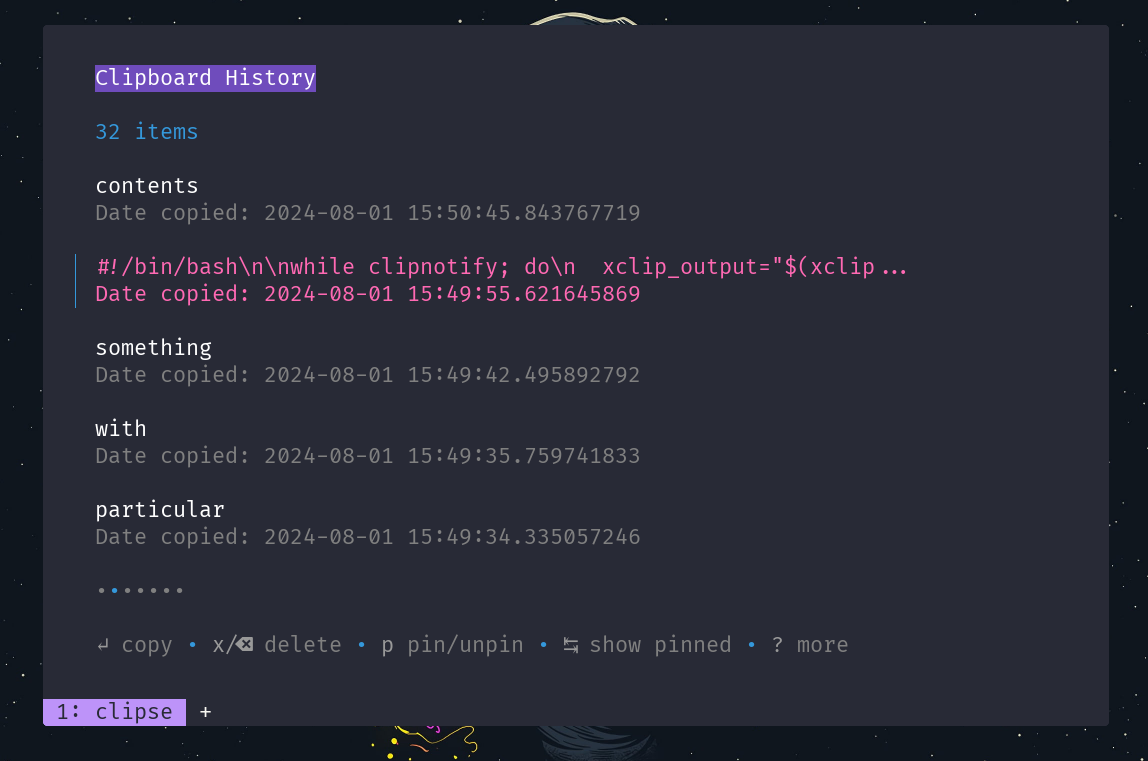 Clipboard History
32 items
contents
Date copied: 2024-08-01 15:50:45.843767719
#!/bin/bash\n\nwhile clipnotify; do\n  xclip_output="$(xclip...
Date copied: 2024-08-01 15:49:55.621645869
something
Date copied: 2024-08-01 15:49:42.495892792
with
Date copied: 2024-08-01 15:49:35.759741833
particular
Date copied: 2024-08-01 15:49:34.335057246
•••••••
↵ copy • x/⌫ delete • p pin/unpin • ↹ show pinned • ? more
1: clipse +